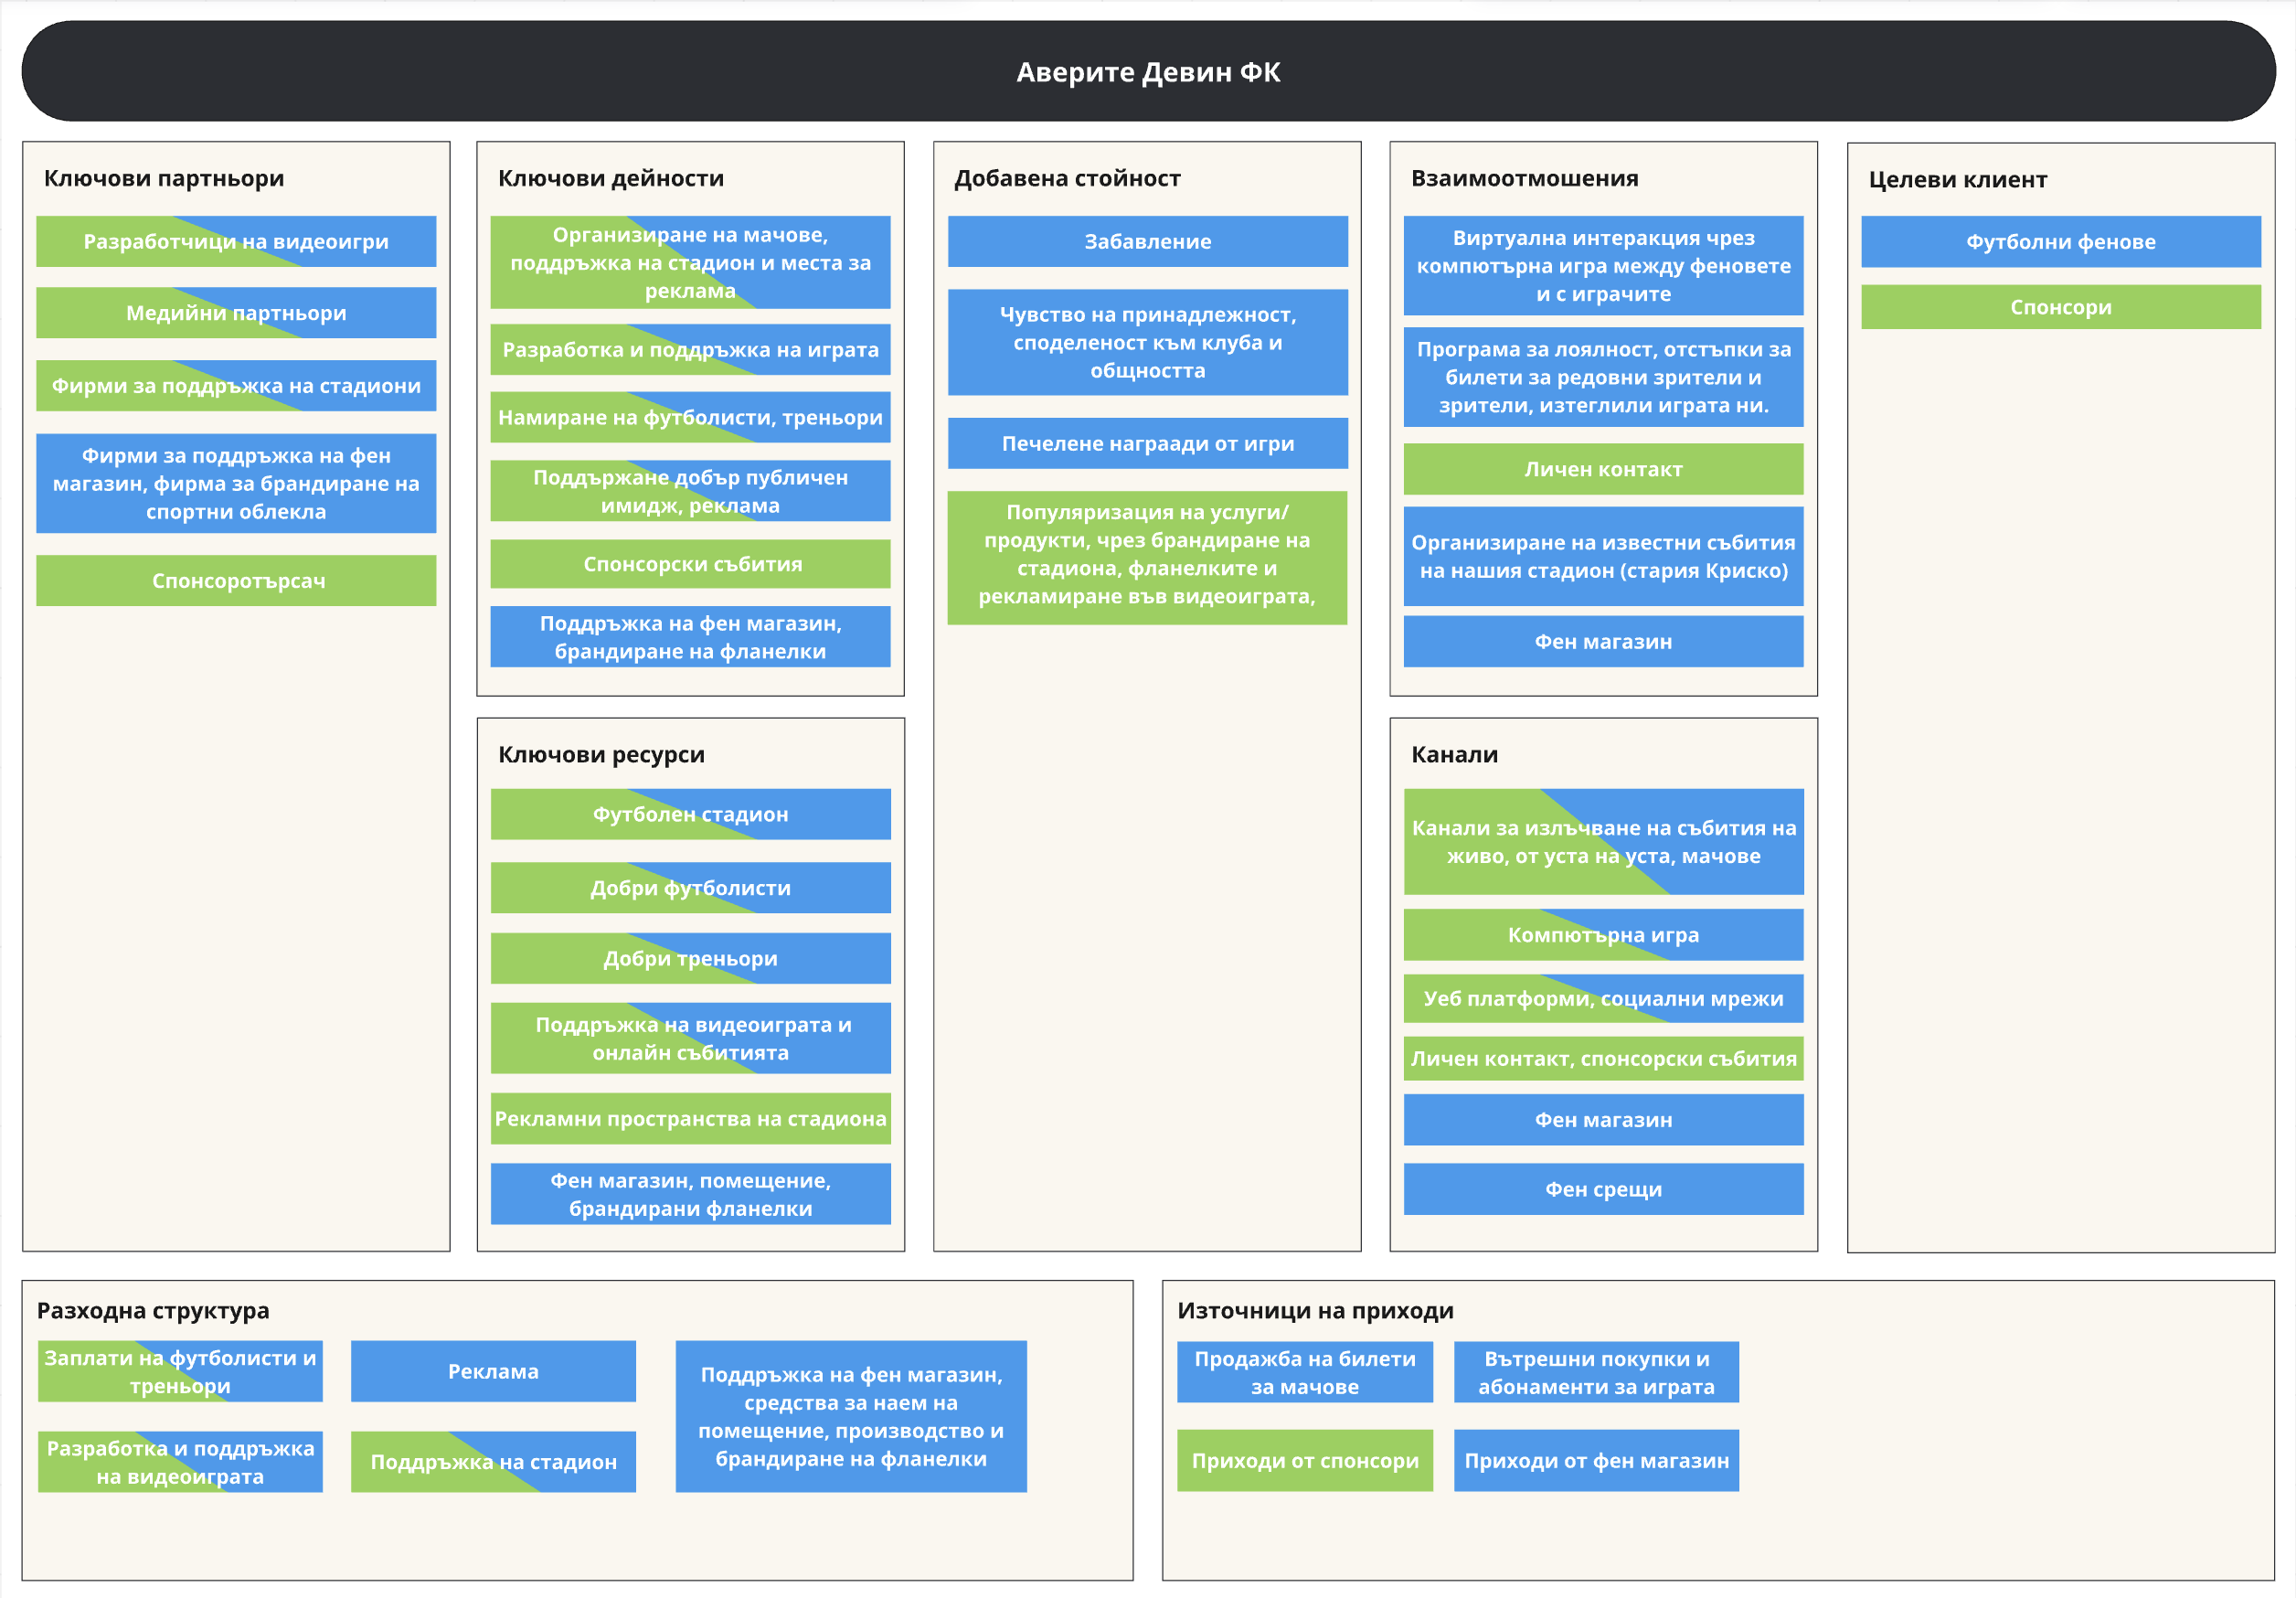 Аверите Девин ФК
Ключови партньори
Разработчици на видеоигри
Медийни партньори
Фирми за поддръжка на стадиони
Фирми за поддръжка на фен
магазин, фирма за брандиране на
спортни облекла
Спонсоротърсач
Ключови дейности
Организиране на мачове,
поддръжка на стадион и места за
реклама
Разработка и поддръжка на играта
Намиране на футболисти, треньори
Поддържане добър публичен
имидж, реклама
Спонсорски събития
Поддръжка на фен магазин,
брандиране на фланелки
Ключови ресурси
Футболен стадион
Добри футболисти
Добри треньори
Поддръжка на видеоиграта и
онлайн събитията
Рекламни пространства на стадиона
Фен магазин, помещение,
брандирани фланелки
Добавена стойност
Забавление
Чувство на принадлежност,
споделеност към клуба и
общността
Печелене награади от игри
Популяризация на услуги/
продукти, чрез брандиране на
стадиона, фланелките и
рекламиране във видеоиграта,
Взаимоотмошения
Виртуална интеракция чрез
компютърна игра между феновете
и с играчите
Програма за лоялност, отстъпки за
билети за редовни зрители и
зрители, изтеглили играта ни.
Личен контакт
Организиране на известни събития
на нашия стадион (стария Криско)
Фен магазин
Канали
Канали за излъчване на събития на
живо, от уста на уста, мачове
Компютърна игра
Уеб платформи, социални мрежи
Личен контакт, спонсорски събития
Фен магазин
Фен срещи
Целеви клиент
Футболни фенове
Спонсори
Разходна структура
Заплати на футболисти и
треньори
Реклама
Поддръжка на фен магазин,
средства за наем на
помещение, производство и
брандиране на фланелки
Разработка и поддръжка
на видеоиграта
Поддръжка на стадион
Източници на приходи
Продажба на билети
за мачове
Вътрешни покупки и
абонаменти за играта
Приходи от спонсори
Приходи от фен магазин